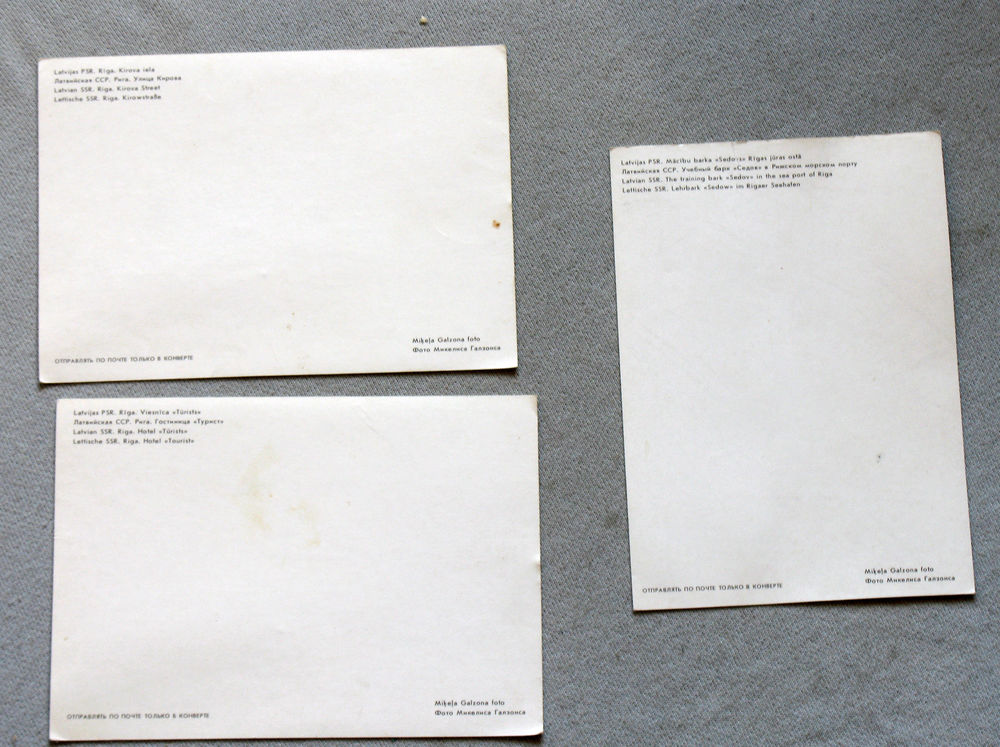 Latvijas PSR. Rīga. Kirova iela
Латвийская ССР. Рига. Улица Кирова
Latvian SSR. Riga. Kirova Street
Lettische SSR. Riga. Kirowstraße
ОТПРАВЛЯТЬ ПО ПОЧТЕ ТОЛЬКО В КОНВЕРТЕ
Miķeļa Galzona foto
Фото Микелиса Галзонса
Latvijas PSR. Rīga. Viesnīca «Tūrists»
Латвийская ССР. Рига. Гостиница «Турист»
Latvian SSR. Riga. Hotel «Tūrists»
Lettische SSR. Riga. Hotel «Tourist»
ОТПРАВЛЯТЬ ПО ПОЧТЕ ТОЛЬКО В КОНВЕРТЕ
Miķeļa Galzona foto
Фото Микелиса Галзонса
Latvijas PSR. Mācību barka «Sedovs» Rīgas jūras ostā
Латвийская ССР. Учебный барк «Седов» в Рижском морском порту
Latvian SSR. The training bark «Sedov» in the sea port of Riga
Lettische SSR. Lehrbark «Sedow» im Rigaer Seehafen
ОТПРАВЛЯТЬ ПО ПОЧТЕ ТОЛЬКО В КОНВЕРТЕ
Miķeļa Galzona foto
Фото Микелиса Галзонса